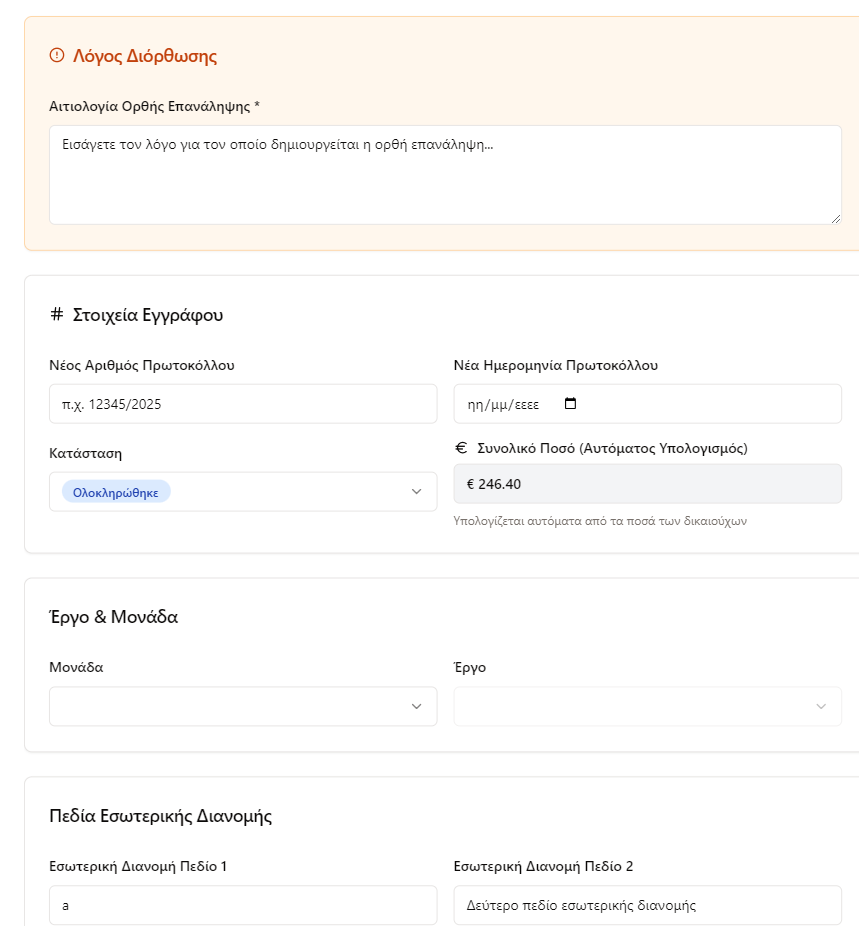 Λόγος Διόρθωσης
Αιτιολογία Ορθής Επανάληψης *
Εισάγετε τον λόγο για τον οποίο δημιουργείται η ορθή επανάληψη...
# Στοιχεία Εγγράφου
Νέος Αριθμός Πρωτοκόλλου
Νέα Ημερομηνία Πρωτοκόλλου
π.χ. 12345/2025
ηη/μμ/εεεε
Κατάσταση
€ Συνολικό Ποσό (Αυτόματος Υπολογισμός)
Ολοκληρώθηκε
€ 246.40
Υπολογίζεται αυτόματα από τα ποσά των δικαιούχων
Έργο & Μονάδα
Μονάδα
Έργο
Πεδία Εσωτερικής Διανομής
Εσωτερική Διανομή Πεδίο 1
Εσωτερική Διανομή Πεδίο 2
a
Δεύτερο πεδίο εσωτερικής διανομής